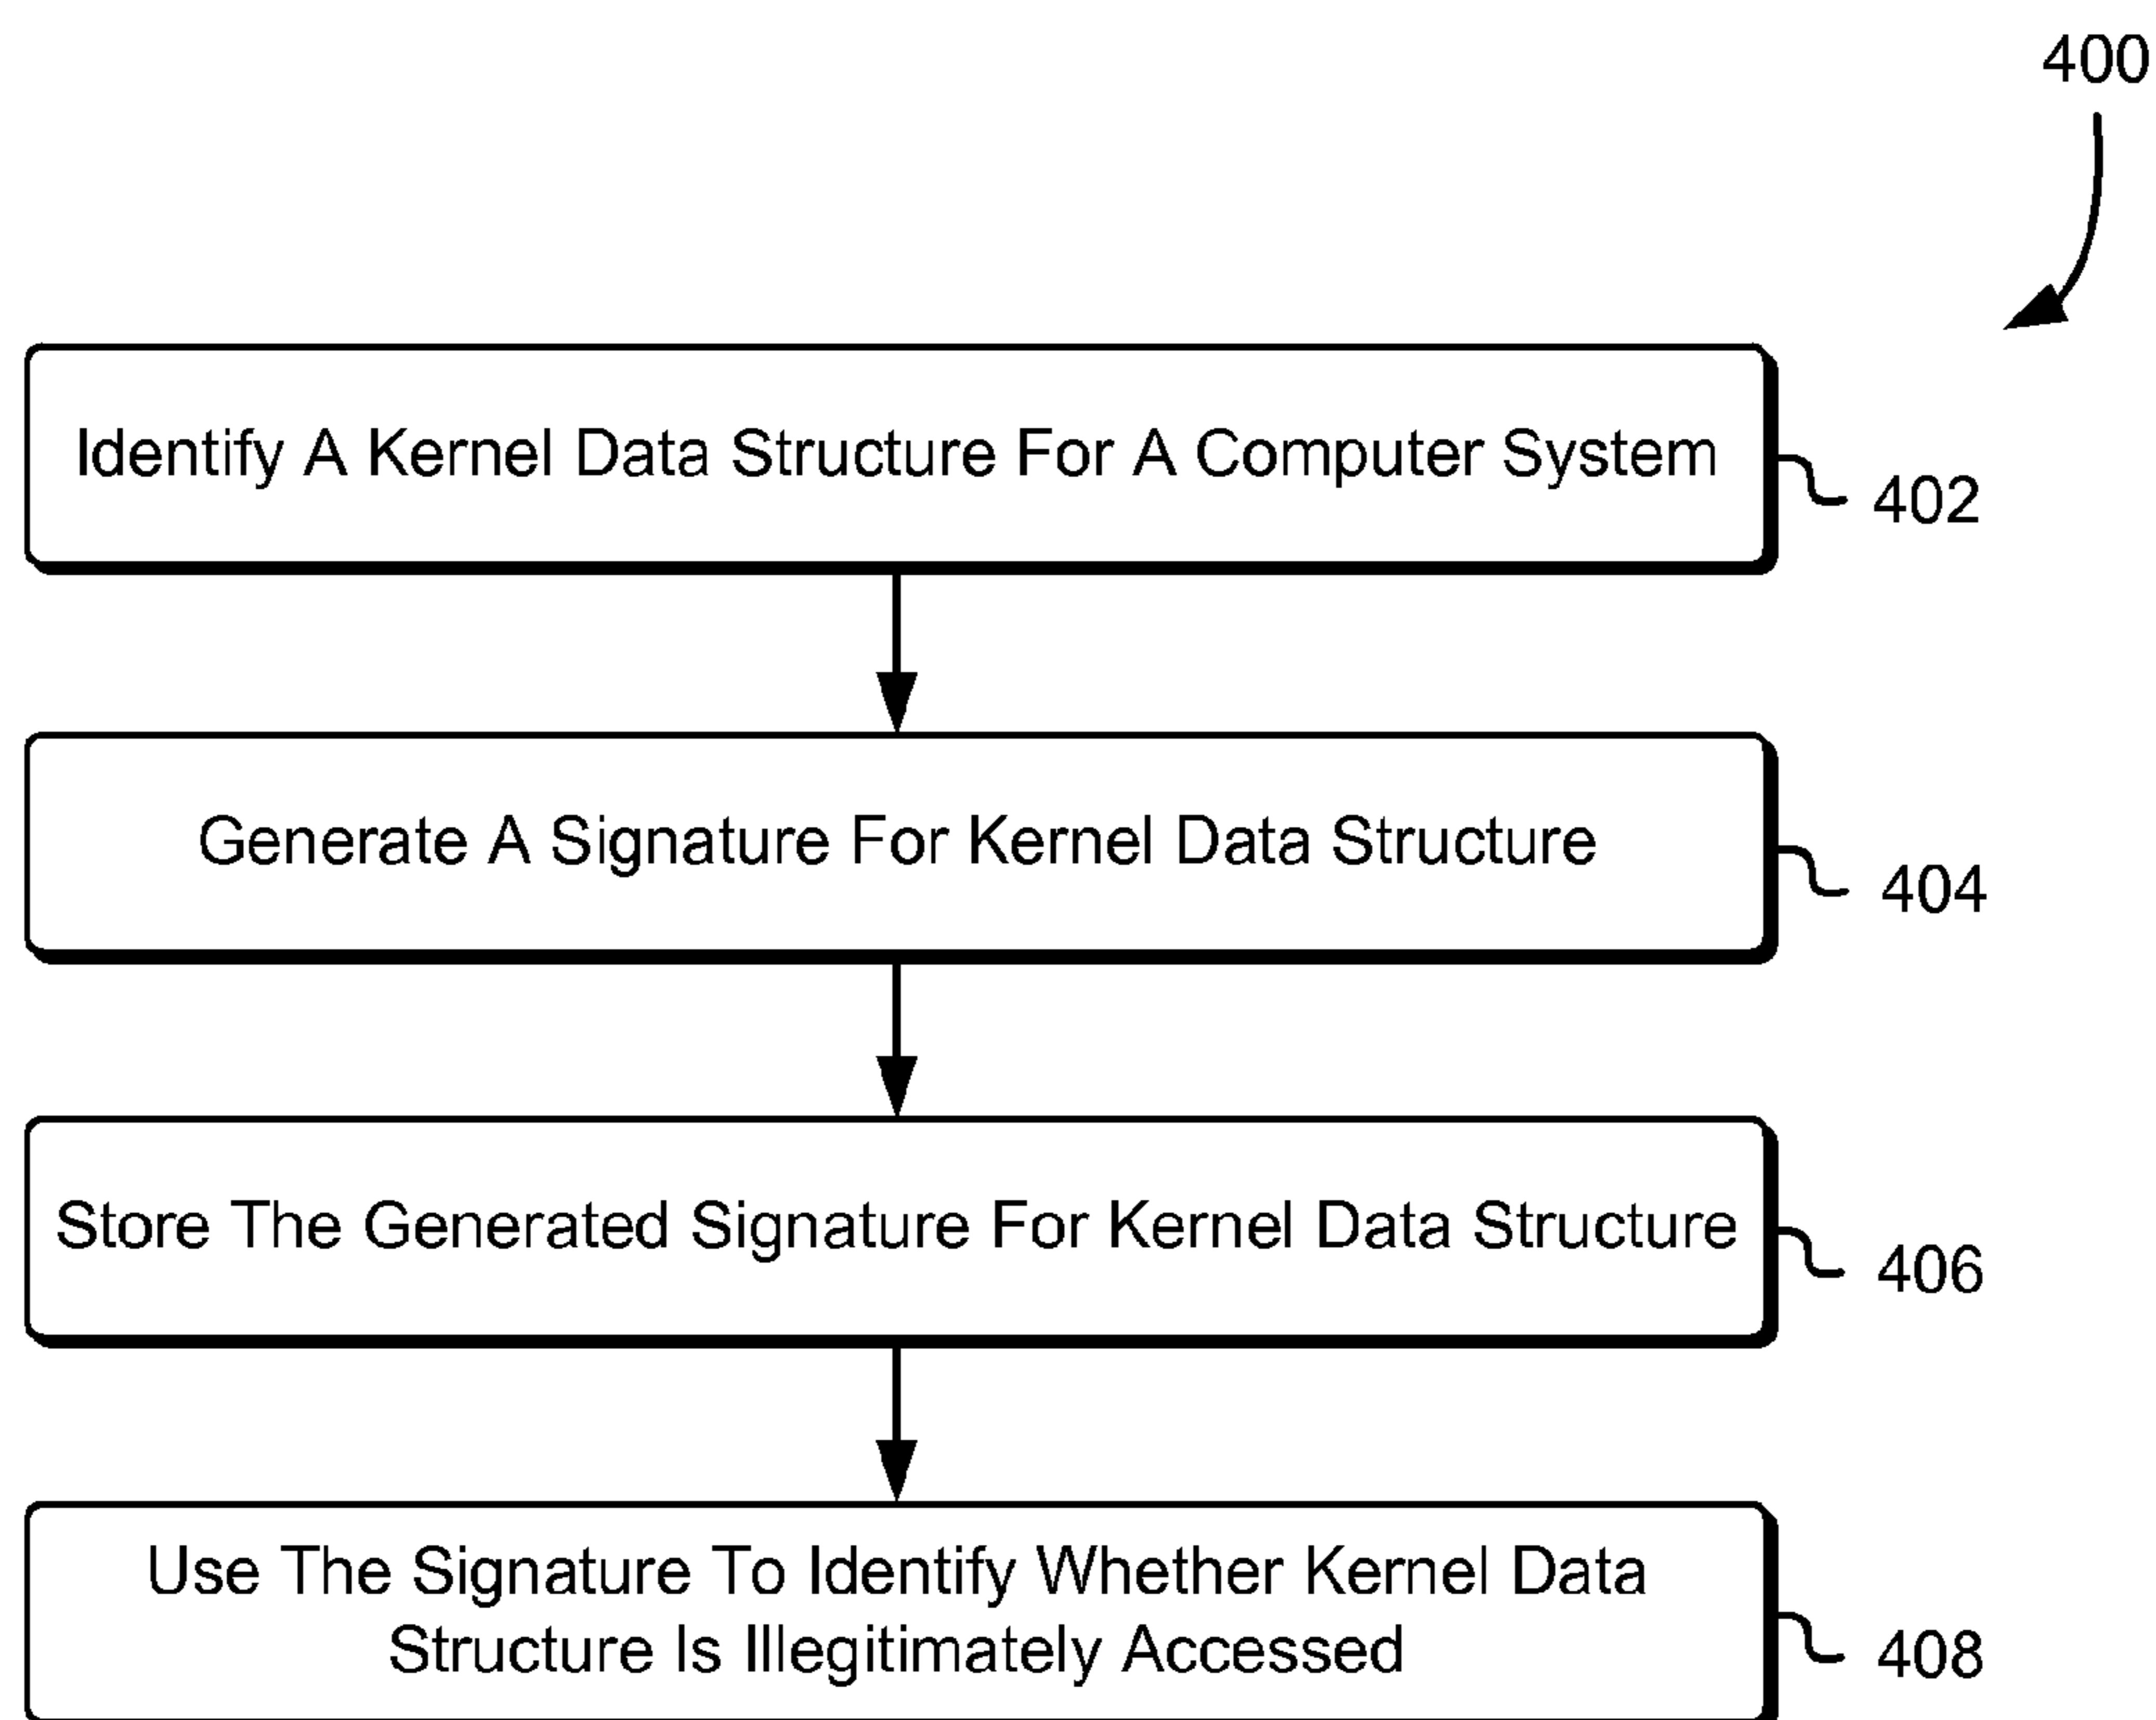 400
Identify A Kernel Data Structure For A Computer System
402
Generate A Signature For Kernel Data Structure
404
Store The Generated Signature For Kernel Data Structure
406
Use The Signature To Identify Whether Kernel Data
Structure Is Illegitimately Accessed
408